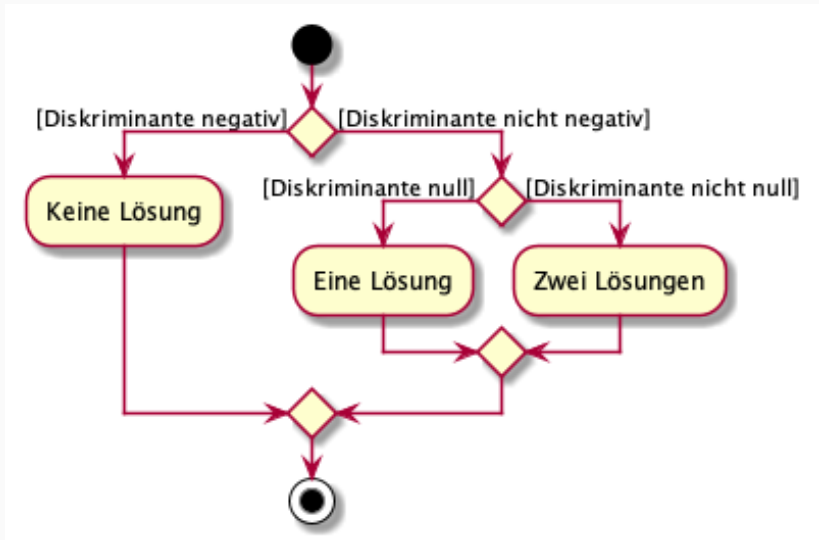 [Diskriminante negativ]
[Diskriminante nicht negativ]
Keine Lösung
[Diskriminante null]
[Diskriminante nicht null]
Eine Lösung
Zwei Lösungen